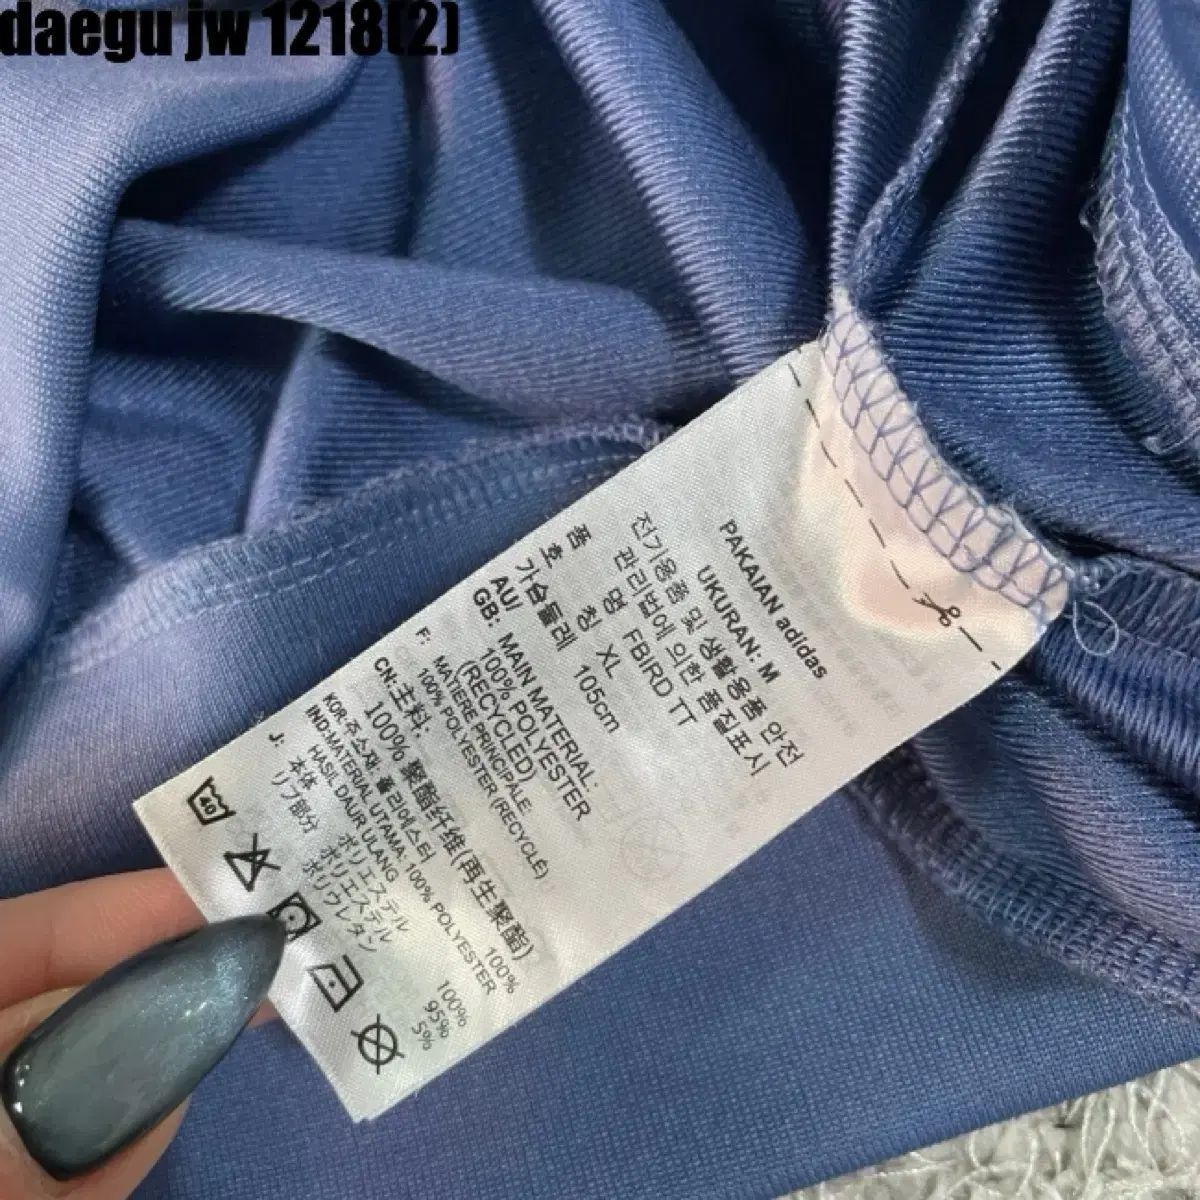 daegu jw 1218(2)
PAKAIAN adidas
UKURAN: M
전기용품 및 생활용품 안전
관리법에 의한 품질표시
품 명 FBIRD TT
호 칭 XL
가슴둘레 105cm
AU/ MAIN MATERIAL:
GB: 100% POLYESTER
(RECYCLED)
F: MATIERE PRINCIPALE:
100% POLYESTER (RECYCLÉ)
CN:主料:
100% 聚酯纤维(再生聚酯)
KOR-주소재: 폴리에스터 100%
IND-MATERIAL UTAMA: 100% POLYESTER
HASIL DAUR ULANG
J: 本体 ポリエステル 100%
リブ部分 ポリエステル 95%
ポリウレタン 5%
40